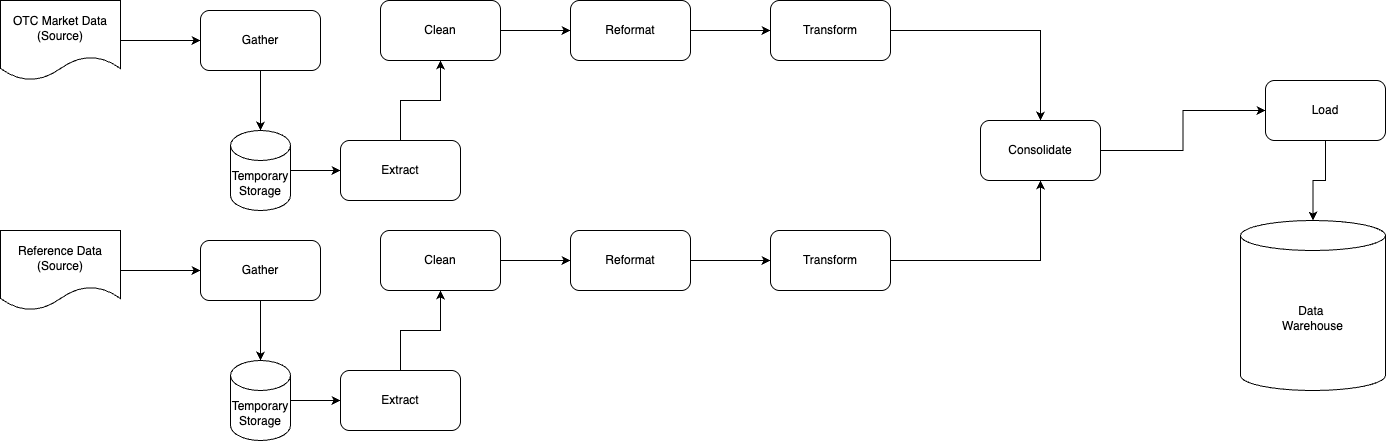 OTC Market Data
(Source)
Gather
Clean
Reformat
Transform
Temporary
Storage
Extract
Consolidate
Load
Reference Data
(Source)
Gather
Clean
Reformat
Transform
Temporary
Storage
Extract
Data
Warehouse